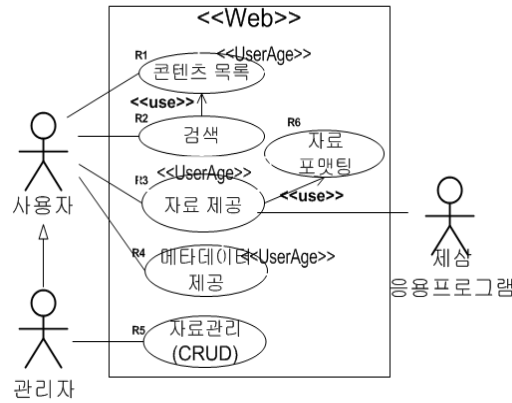 <<Web>>
R1
<<UserAge>>
콘텐츠 목록
<<use>>
R2
검색
R6
자료
포맷팅
<<UserAge>>
R3
자료 제공
<<use>>
사용자
R4
메타데이터
<<UserAge>>
제공
제삼
응용프로그램
R5
자료관리
(CRUD)
관리자